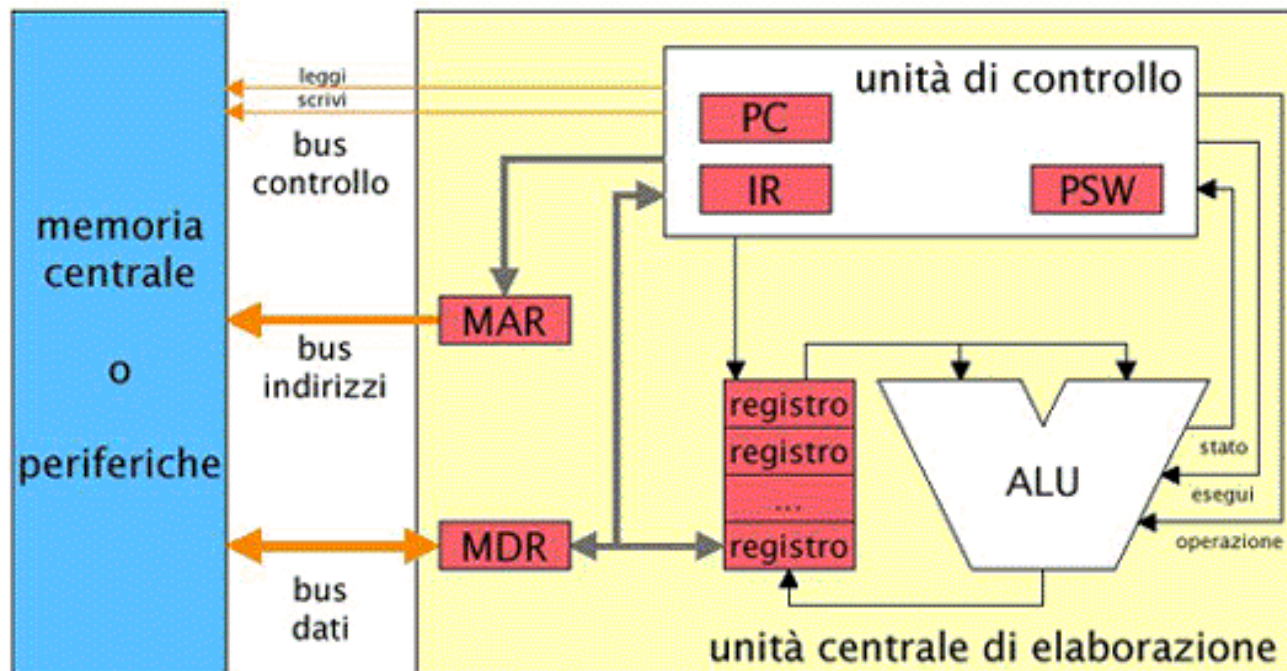 leggi
scrivi
bus
controllo
memoria
centrale
o
periferiche
bus
indirizzi
bus
dati
unità di controllo
PC
IR
PSW
MAR
MDR
registro
registro
...
registro
ALU
stato
esegui
operazione
unità centrale di elaborazione